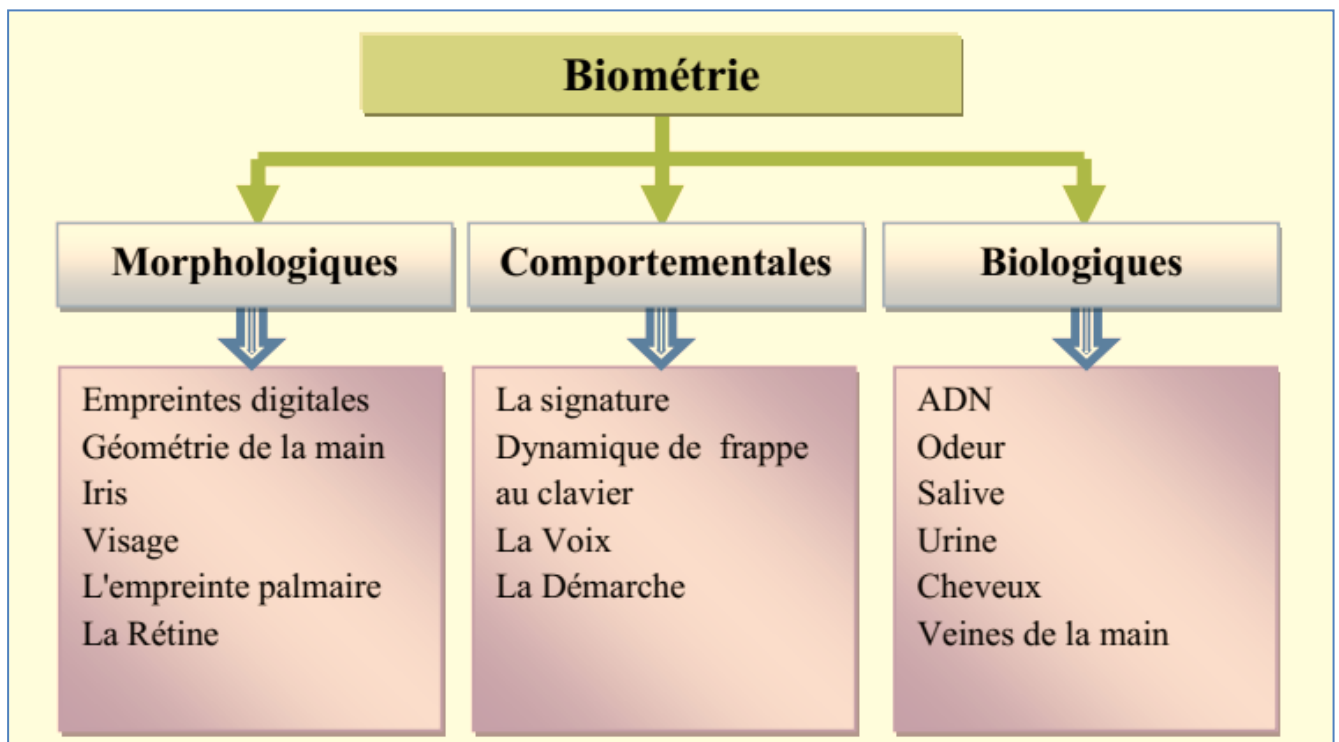 Biométrie
Morphologiques
Comportementales
Biologiques
Empreintes digitales
Géométrie de la main
Iris
Visage
L'empreinte palmaire
La Rétine
La signature
Dynamique de  frappe
au clavier
La Voix
La Démarche
ADN
Odeur
Salive
Urine
Cheveux
Veines de la main